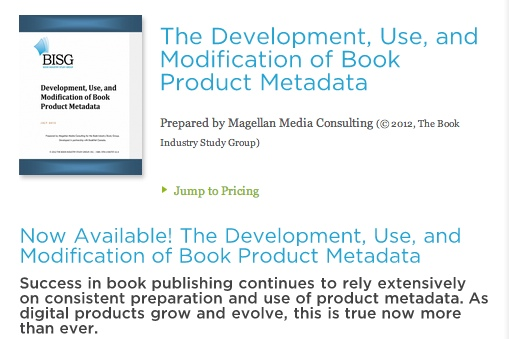 BISG
Development, Use, and
Modification of Book
Product Metadata
The Development, Use, and
Modification of Book
Product Metadata
Prepared by Magellan Media Consulting (© 2012, The Book
Industry Study Group)
Jump to Pricing
Now Available! The Development, Use, and
Modification of Book Product Metadata
Success in book publishing continues to rely extensively
on consistent preparation and use of product metadata. As
digital products grow and evolve, this is true now more
than ever.